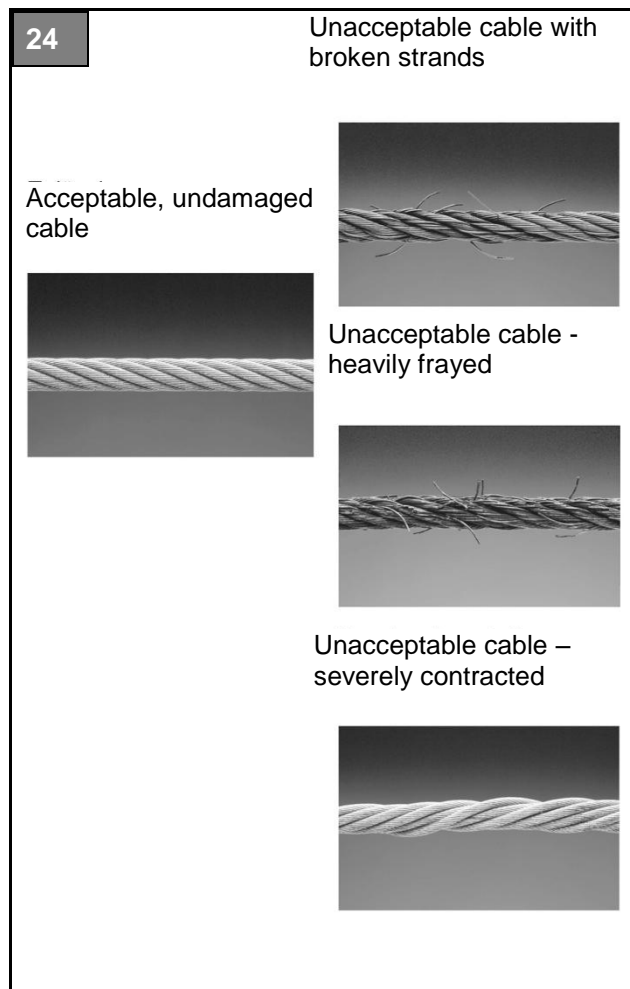 24
Unacceptable cable with
broken strands
Acceptable, undamaged
cable
Unacceptable cable -
heavily frayed
Unacceptable cable –
severely contracted